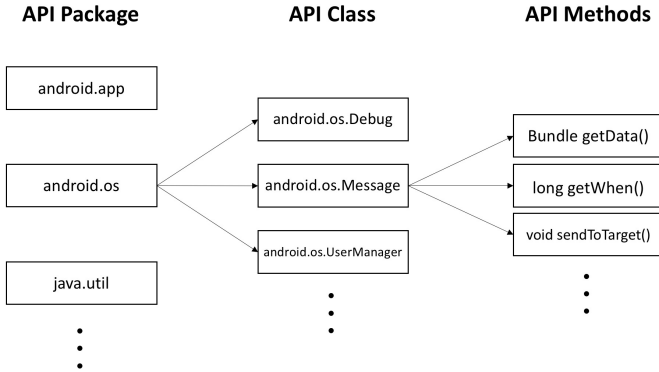 API Package
API Class
API Methods
android.app
android.os
java.util
android.os.Debug
android.os.Message
android.os.UserManager
Bundle getData()
long getWhen()
void sendToTarget()